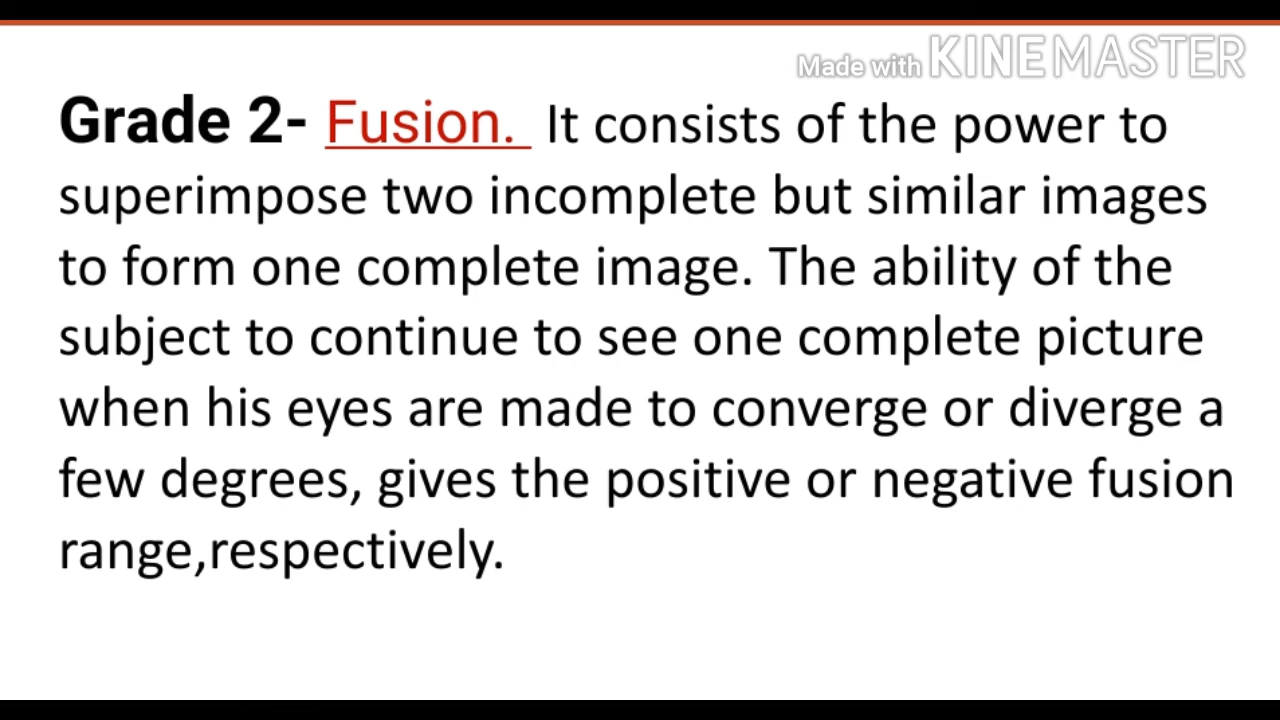 Made with KINEMASTER
Grade 2- Fusion. It consists of the power to
superimpose two incomplete but similar images
to form one complete image. The ability of the
subject to continue to see one complete picture
when his eyes are made to converge or diverge a
few degrees, gives the positive or negative fusion
range,respectively.